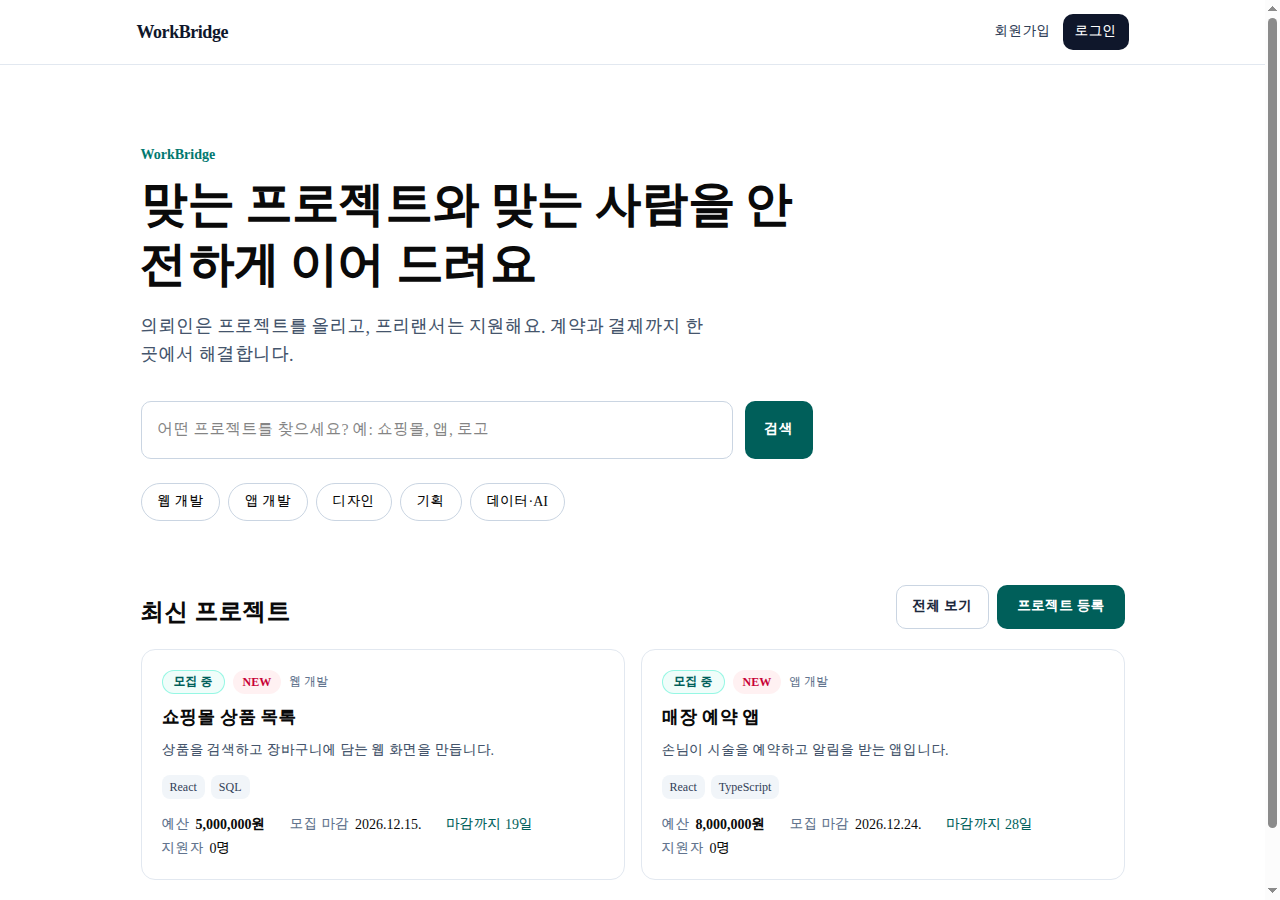 WorkBridge
회원가입
로그인
WorkBridge
맞는 프로젝트와 맞는 사람을 안
전하게 이어 드려요
의뢰인은 프로젝트를 올리고, 프리랜서는 지원해요. 계약과 결제까지 한
곳에서 해결합니다.
어떤 프로젝트를 찾으세요? 예: 쇼핑몰, 앱, 로고
검색
웹 개발
앱 개발
디자인
기획
데이터·AI
최신 프로젝트
전체 보기
프로젝트 등록
모집 중 NEW 웹 개발
쇼핑몰 상품 목록
상품을 검색하고 장바구니에 담는 웹 화면을 만듭니다.
React SQL
예산 5,000,000원 모집 마감 2026.12.15. 마감까지 19일
지원자 0명
모집 중 NEW 앱 개발
매장 예약 앱
손님이 시술을 예약하고 알림을 받는 앱입니다.
React TypeScript
예산 8,000,000원 모집 마감 2026.12.24. 마감까지 28일
지원자 0명